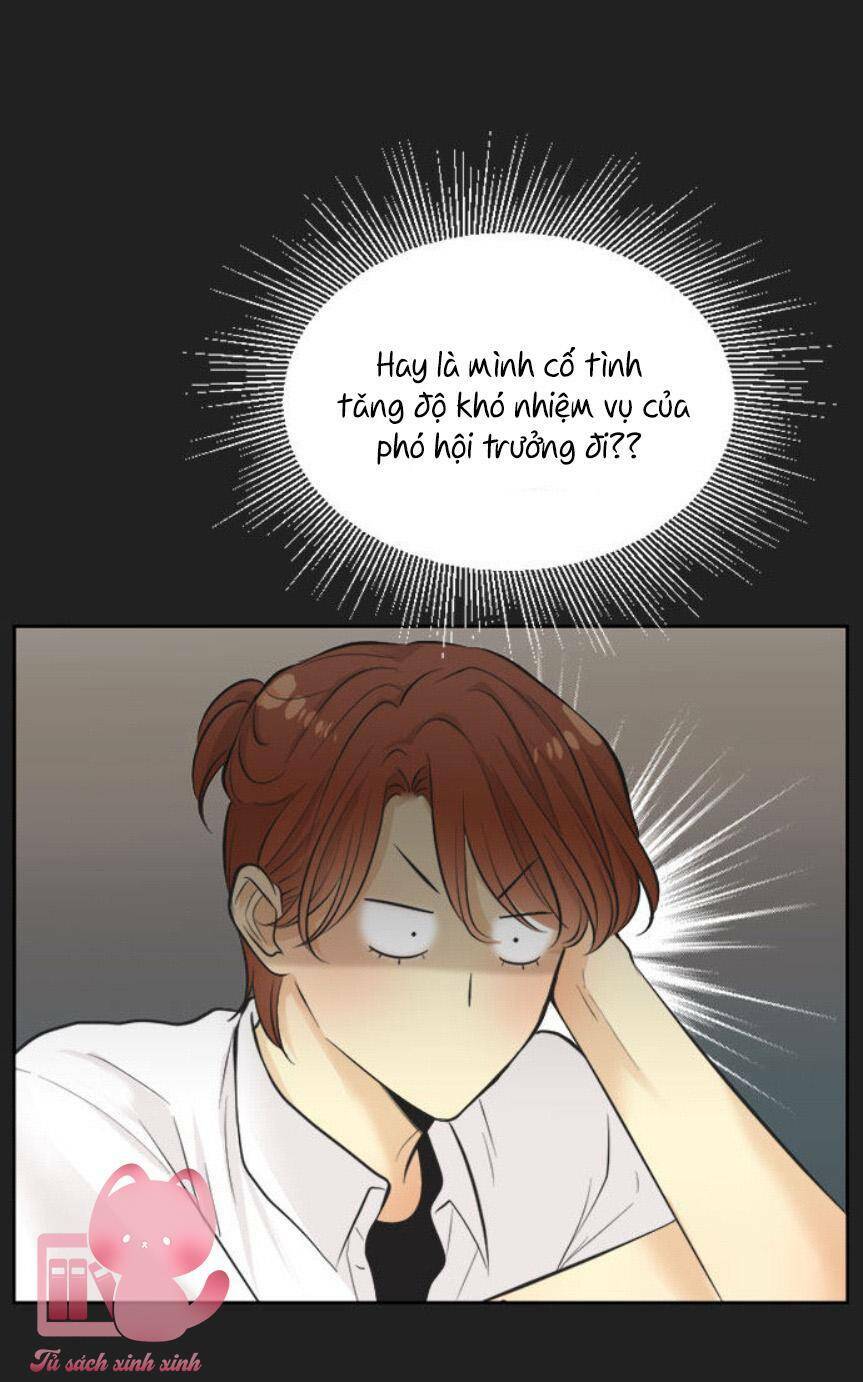 Hay là mình cố tình
tăng độ khó nhiệm vụ của
phó hội trưởng đi??
Tủ sách xinh xinh